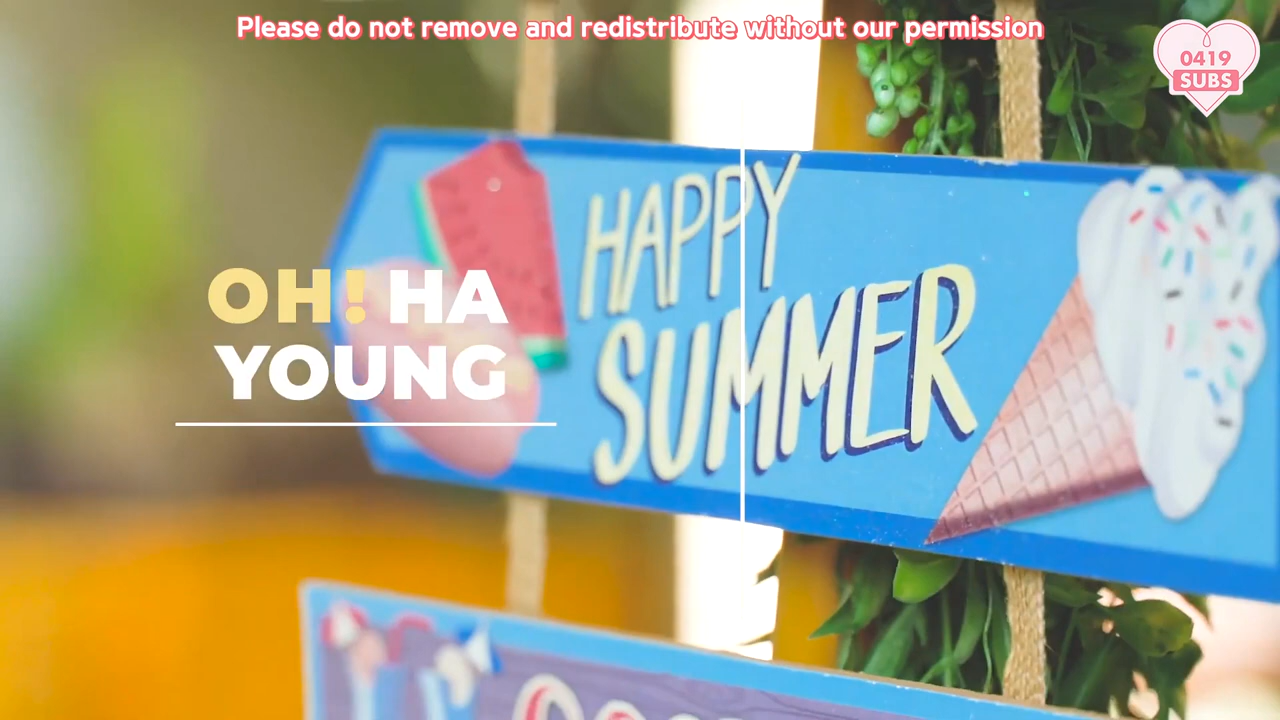 Please do not remove and redistribute without our permission
0419
SUBS
OH! HA
YOUNG
HAPPY
SUMMER